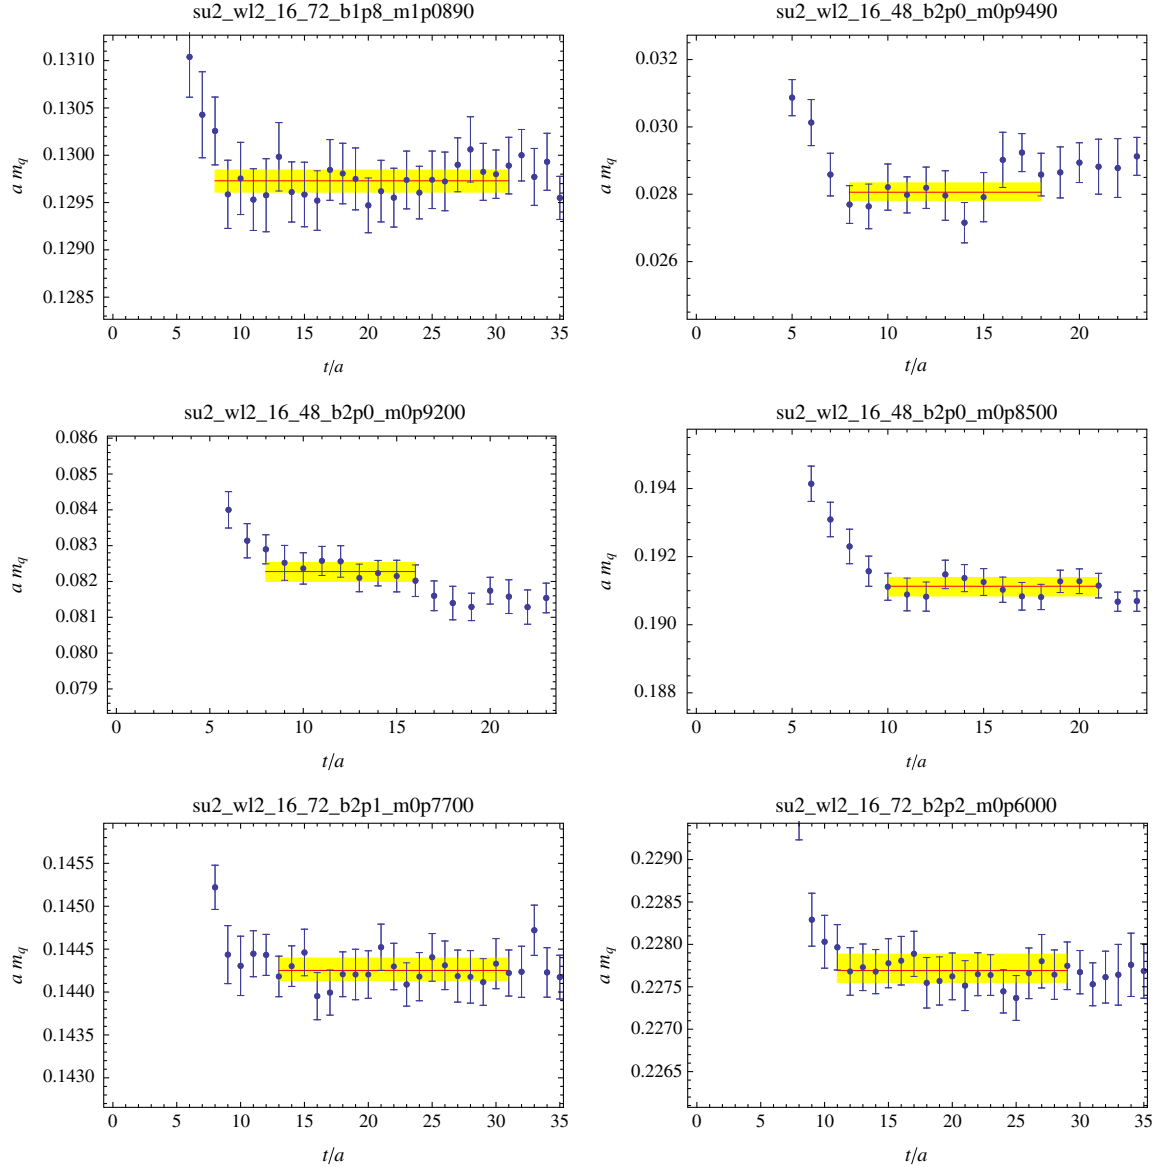 su2_wl2_16_72_b1p8_m1p0890
0.1310
0.1305
0.1300
0.1295
0.1290
0.1285
a m_q
0 5 10 15 20 25 30 35
t/a
su2_wl2_16_48_b2p0_m0p9490
0.032
0.030
0.028
0.026
a m_q
0 5 10 15 20
t/a
su2_wl2_16_48_b2p0_m0p9200
0.086
0.085
0.084
0.083
0.082
0.081
0.080
0.079
a m_q
0 5 10 15 20
t/a
su2_wl2_16_48_b2p0_m0p8500
0.194
0.192
0.190
0.188
a m_q
0 5 10 15 20
t/a
su2_wl2_16_72_b2p1_m0p7700
0.1455
0.1450
0.1445
0.1440
0.1435
0.1430
a m_q
0 5 10 15 20 25 30 35
t/a
su2_wl2_16_72_b2p2_m0p6000
0.2290
0.2285
0.2280
0.2275
0.2270
0.2265
a m_q
0 5 10 15 20 25 30 35
t/a